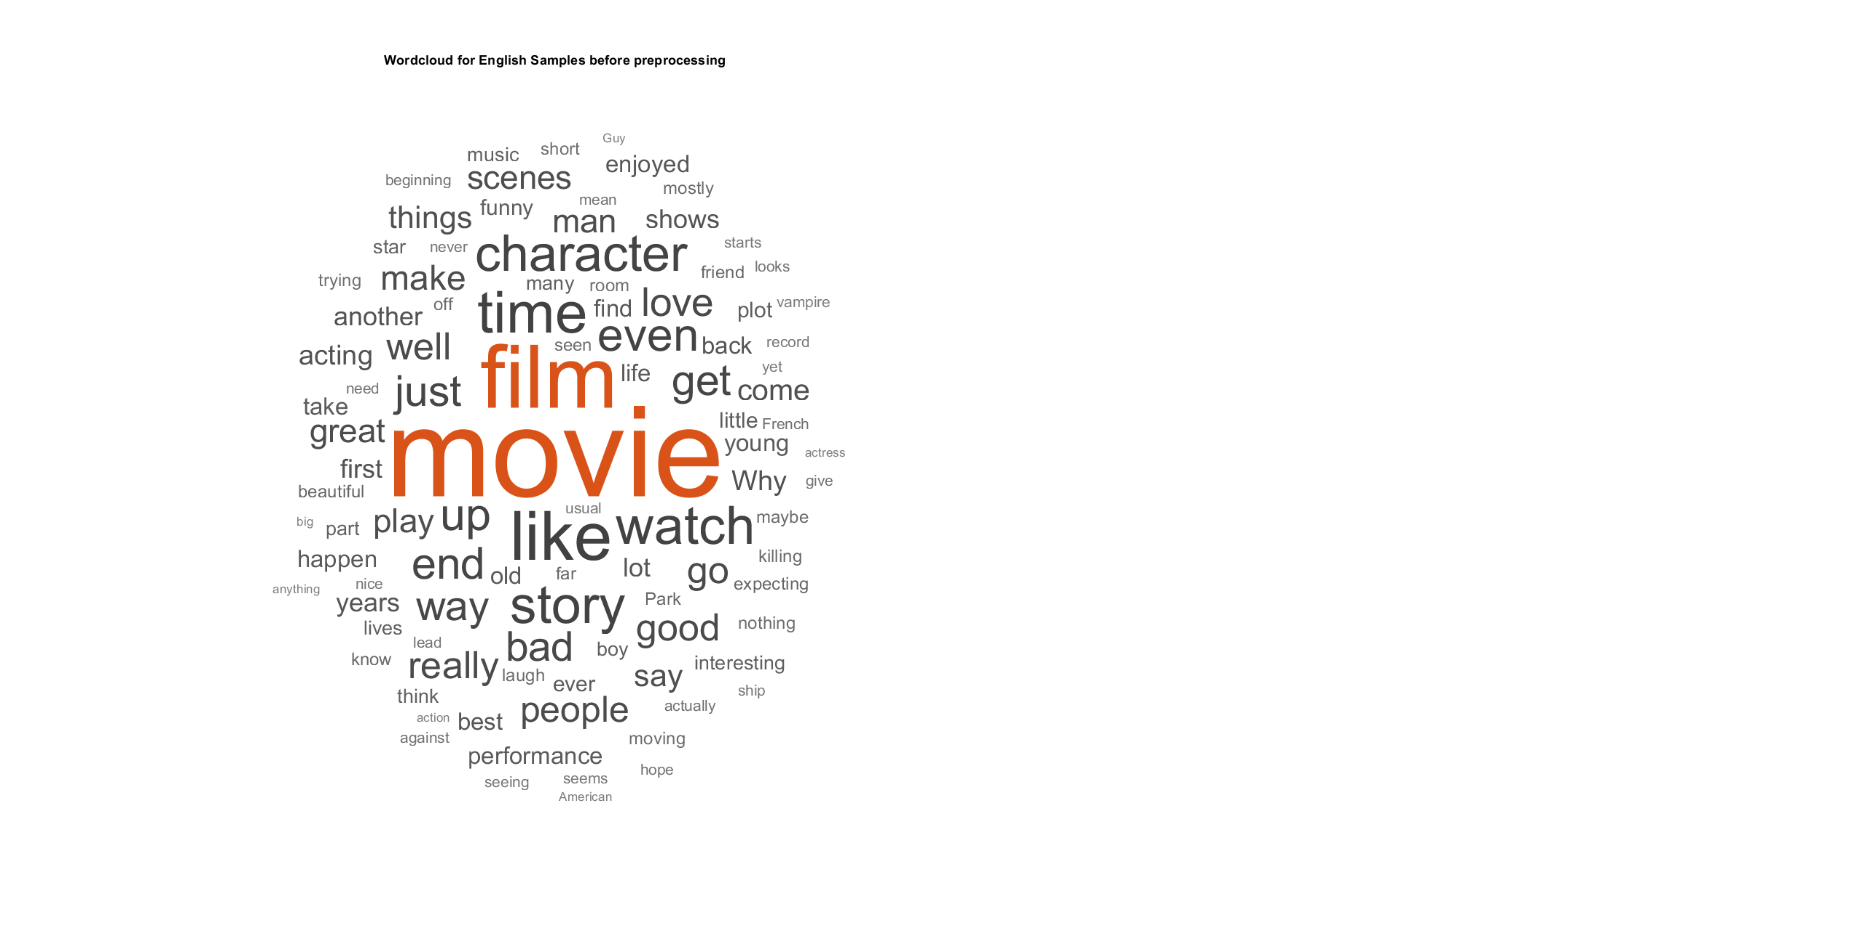 Wordcloud for English Samples before preprocessing
Guy
music short enjoyed
beginning scenes mostly
things funny mean man shows
star never character starts
trying make many room friend looks
another off time find love plot vampire
acting well seen even back record
need just film life get come yet
take great movie little French
first young actress
beautiful Why give
big part play up usual like watch maybe
happen end old far lot go killing
anything nice expecting
years way story Park good nothing
lives lead bad boy
know really laugh ever say interesting
think people actually ship
action best
against performance moving
seeing seems hope
American